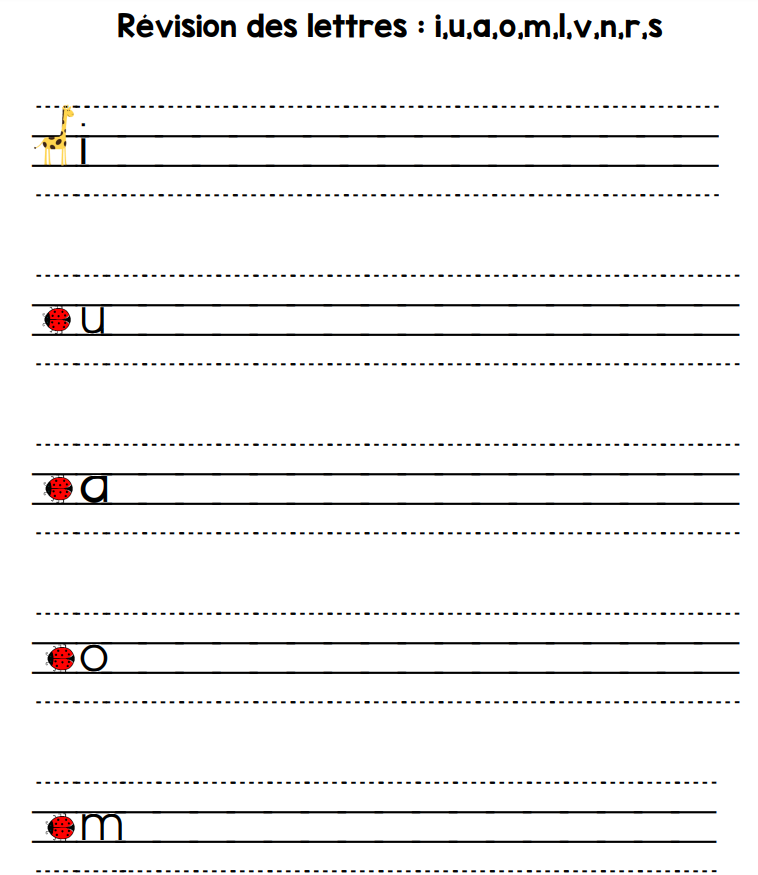 Révision des lettres : i,u,a,o,m,l,v,n,r,s
i
u
a
o
m